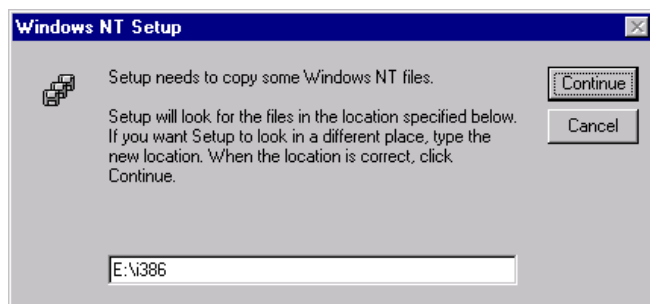 Windows NT Setup
Setup needs to copy some Windows NT files.
Setup will look for the files in the location specified below.
If you want Setup to look in a different place, type the
new location. When the location is correct, click
Continue.
Continue
Cancel
E:\i386